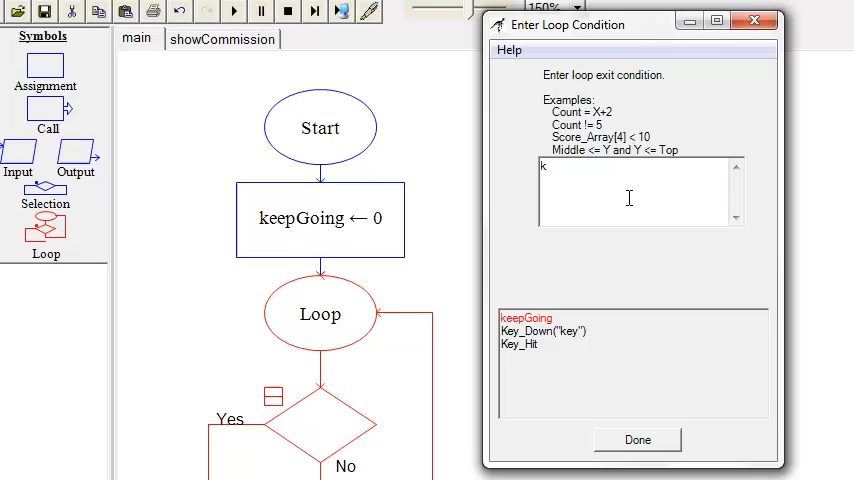 150%
Symbols
Assignment
Call
Input
Output
Selection
Loop
main
showCommission
Start
keepGoing ← 0
Loop
Yes
No
Enter Loop Condition
Help
Enter loop exit condition.
Examples:
Count = X+2
Count != 5
Score_Array[4] < 10
Middle <= Y and Y <= Top
k
keepGoing
Key_Down("key")
Key_Hit
Done